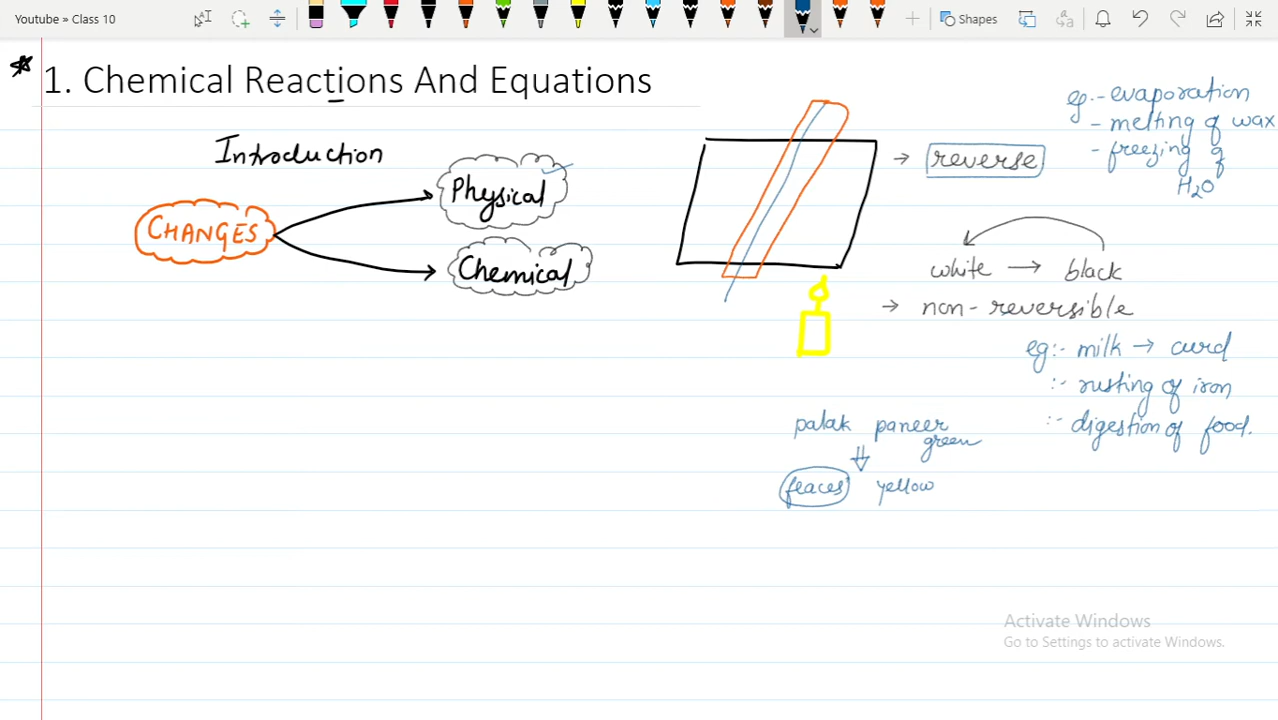 Youtube » Class 10
Shapes
1. Chemical Reactions And Equations
Introduction
CHANGES
Physical
Chemical
→ reverse
eg.- evaporation
- melting of wax
- freezing of
H2O
white → black
→ non-reversible
eg:- milk → curd
:- rusting of iron
:- digestion of food.
palak paneer
green
feaces yellow
Activate Windows
Go to Settings to activate Windows.